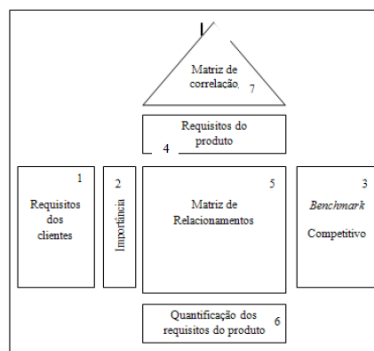 Matriz de
correlação, 7
Requisitos do
produto
4
1
Requisitos
dos
clientes
2
Importância
5
Matriz de
Relacionamentos
3
Benchmark
Competitivo
Quantificação dos
requisitos do produto 6